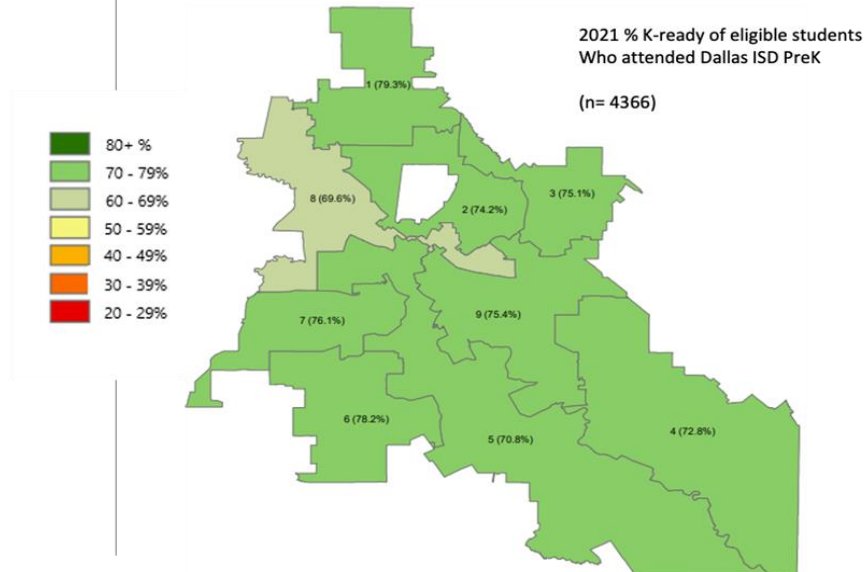 2021 % K-ready of eligible students
Who attended Dallas ISD PreK
(n= 4366)
80+ %
70 - 79%
60 - 69%
50 - 59%
40 - 49%
30 - 39%
20 - 29%
1 (79.3%)
8 (69.6%)
2 (74.2%)
3 (75.1%)
7 (76.1%)
9 (75.4%)
6 (78.2%)
5 (70.8%)
4 (72.8%)